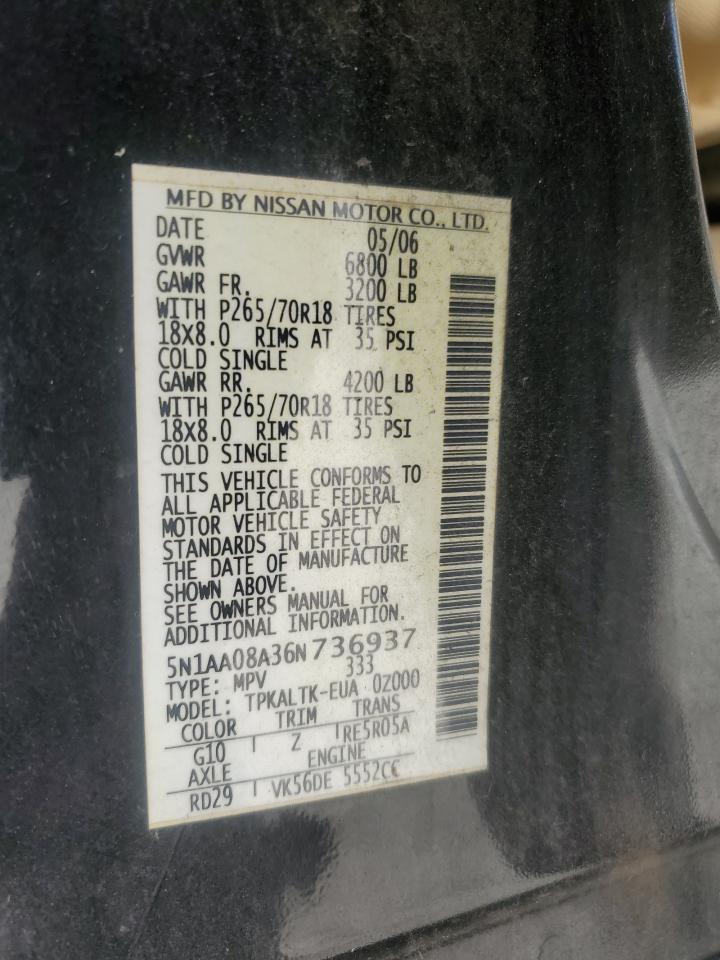 MFD BY NISSAN MOTOR CO., LTD.
DATE 05/06
GVWR 6800 LB
GAWR FR. 3200 LB
WITH P265/70R18 TIRES
18X8.0 RIMS AT 35 PSI
COLD SINGLE
GAWR RR. 4200 LB
WITH P265/70R18 TIRES
18X8.0 RIMS AT 35 PSI
COLD SINGLE
THIS VEHICLE CONFORMS TO
ALL APPLICABLE FEDERAL
MOTOR VEHICLE SAFETY
STANDARDS IN EFFECT ON
THE DATE OF MANUFACTURE
SHOWN ABOVE.
SEE OWNERS MANUAL FOR
ADDITIONAL INFORMATION.
5N1AA08A36N736937
TYPE: MPV 333
MODEL: TPKALTK-EUA 0Z000
COLOR TRIM TRANS
G10 Z RE5R05A
AXLE ENGINE
RD29 VK56DE 5552CC